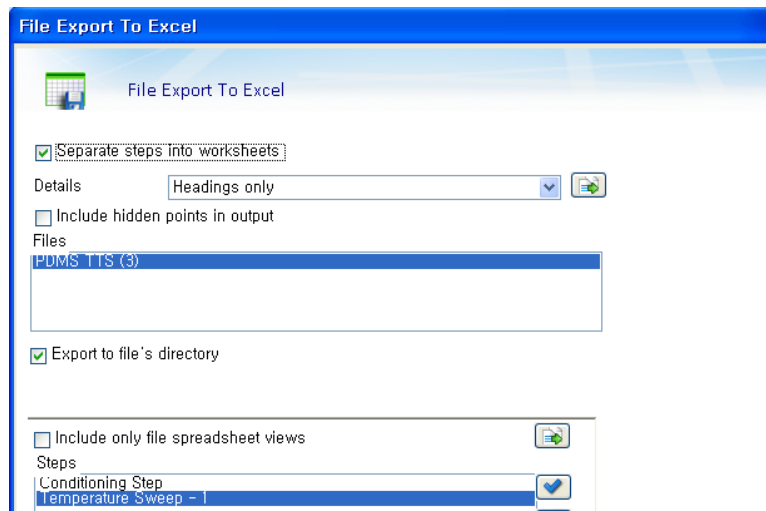 File Export To Excel
File Export To Excel
Separate steps into worksheets
Details Headings only
Include hidden points in output
Files
PDMS TTS (3)
Export to file's directory
Include only file spreadsheet views
Steps
Conditioning Step
Temperature Sweep - 1